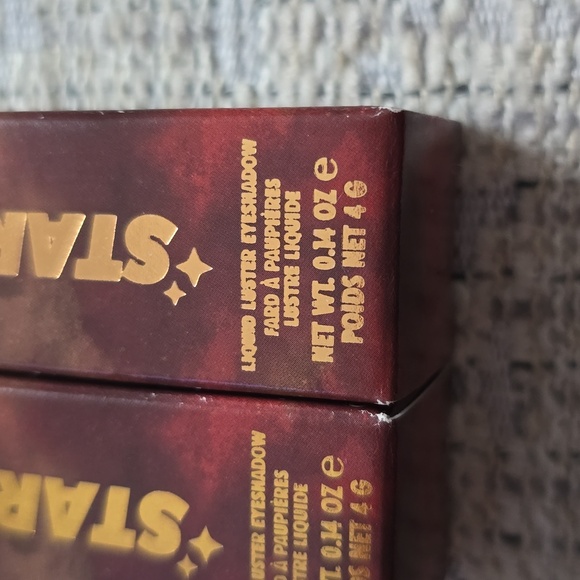 STAR
LIQUID LUSTER EYESHADOW
FARD À PAUPIÈRES
LUSTRE LIQUIDE
NET WT. 0.14 OZ e
POIDS NET 4 G
STAR
LUSTER EYESHADOW
À PAUPIÈRES
LIQUIDE
0.14 OZ e
NET 4 G